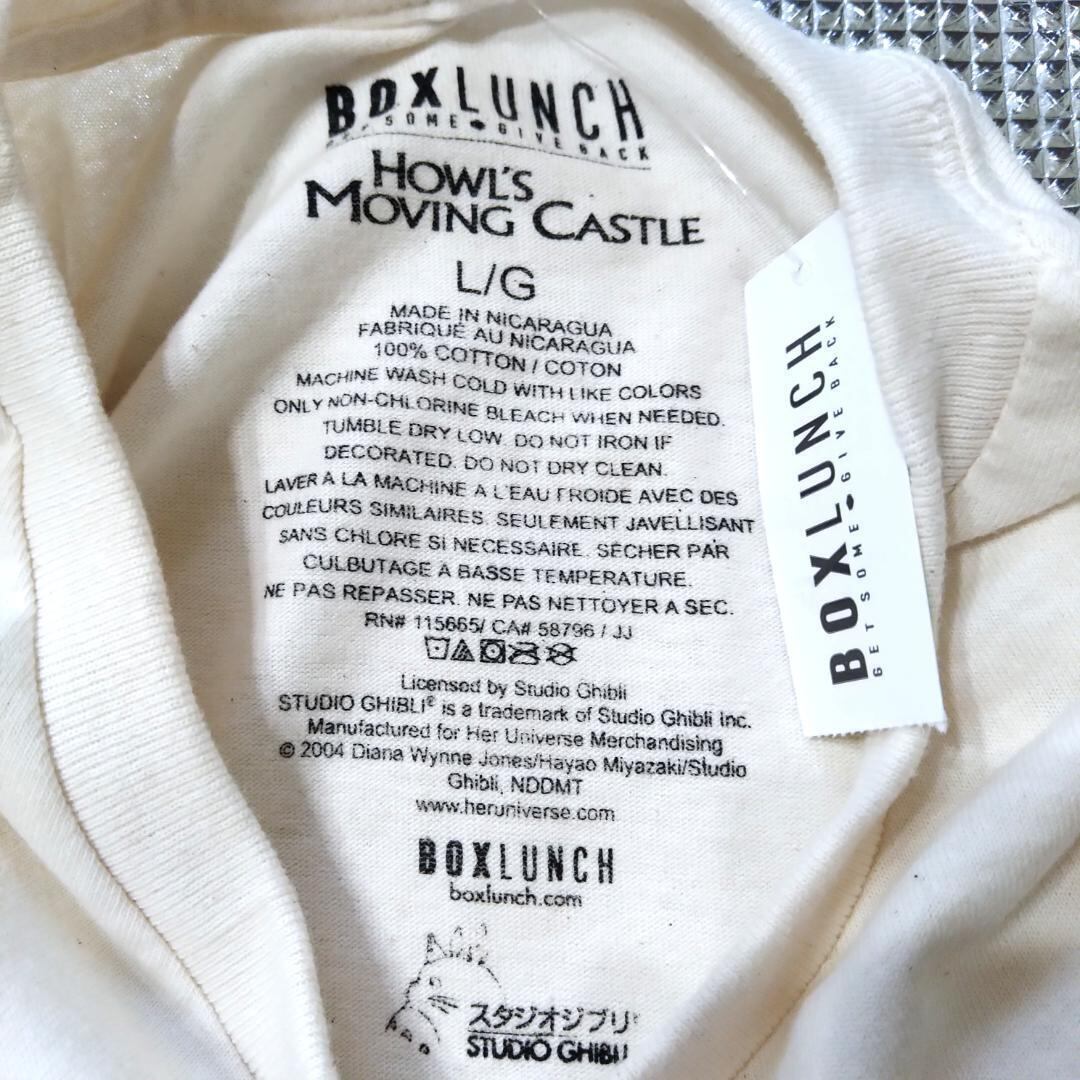 BOXLUNCH
SOME GIVE BACK
HOWL'S
MOVING CASTLE
L/G
MADE IN NICARAGUA
FABRIQUÉ AU NICARAGUA
100% COTTON / COTON
MACHINE WASH COLD WITH LIKE COLORS
ONLY NON-CHLORINE BLEACH WHEN NEEDED.
TUMBLE DRY LOW. DO NOT IRON IF
DECORATED. DO NOT DRY CLEAN.
LAVER À LA MACHINE A L'EAU FROIDE AVEC DES
COULEURS SIMILAIRES. SEULEMENT JAVELLISANT
SANS CHLORE SI NECESSAIRE. SÉCHER PAR
CULBUTAGE A BASSE TEMPERATURE.
NE PAS REPASSER. NE PAS NETTOYER A SEC.
RN# 115665/ CA# 58796 / JJ
Licensed by Studio Ghibli
STUDIO GHIBLI® is a trademark of Studio Ghibli Inc.
Manufactured for Her Universe Merchandising
© 2004 Diana Wynne Jones/Hayao Miyazaki/Studio
Ghibli, NDDMT
www.heruniverse.com
BOXLUNCH
boxlunch.com
スタジオジブリ
STUDIO GHIBLI
BOXLUNCH
GET SOME GIVE BACK